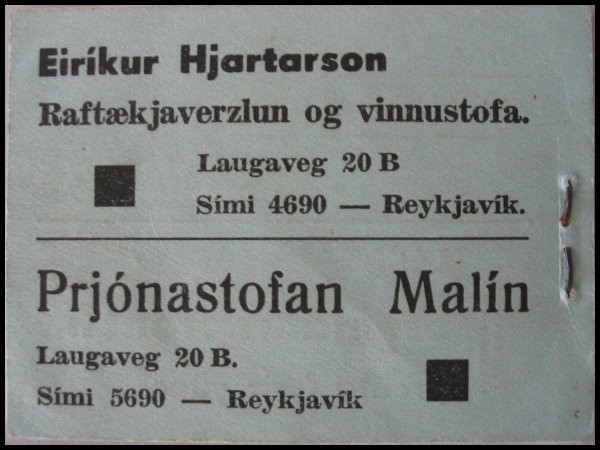 Eiríkur Hjartarson
Raftækjaverzlun og vinnustofa.
Laugaveg 20 B
Sími 4690 — Reykjavík.
Prjónastofan Malín
Laugaveg 20 B.
Sími 5690 — Reykjavík